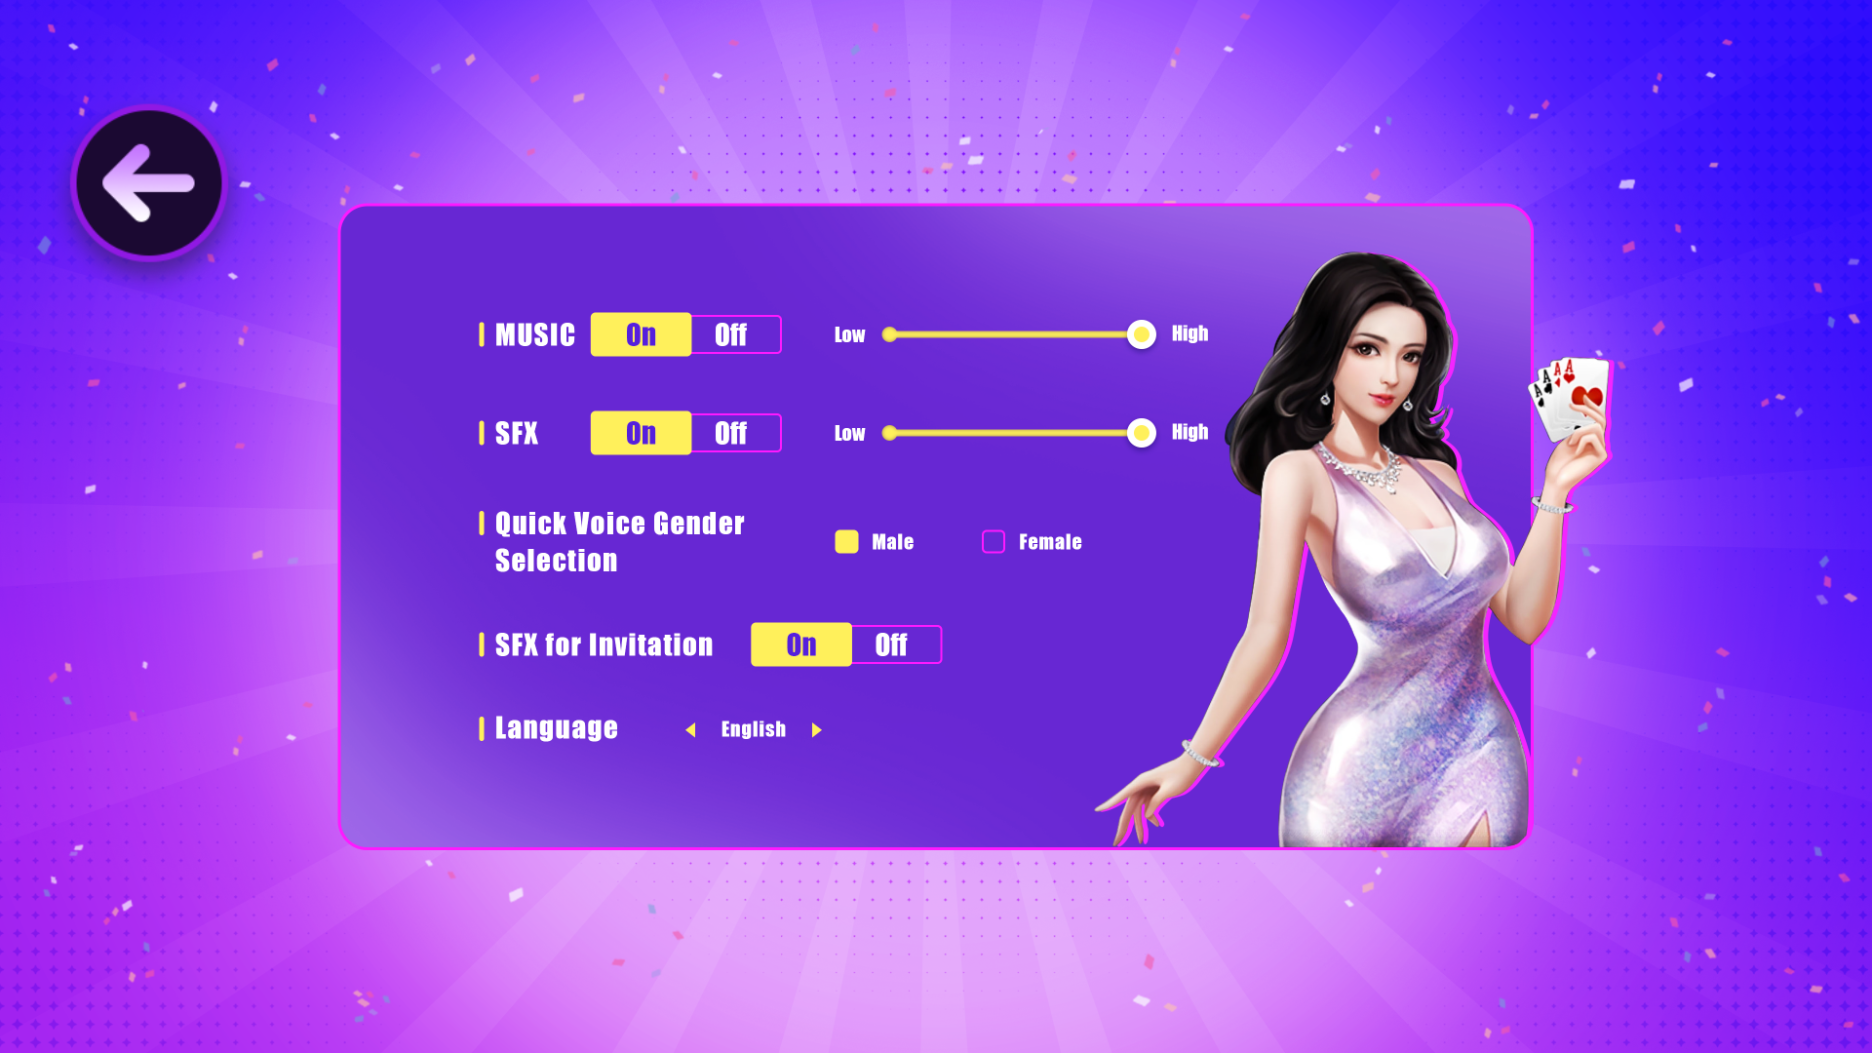 MUSIC On Off Low High
SFX On Off Low High
Quick Voice Gender
Selection
Male Female
SFX for Invitation On Off
Language English
A A A A